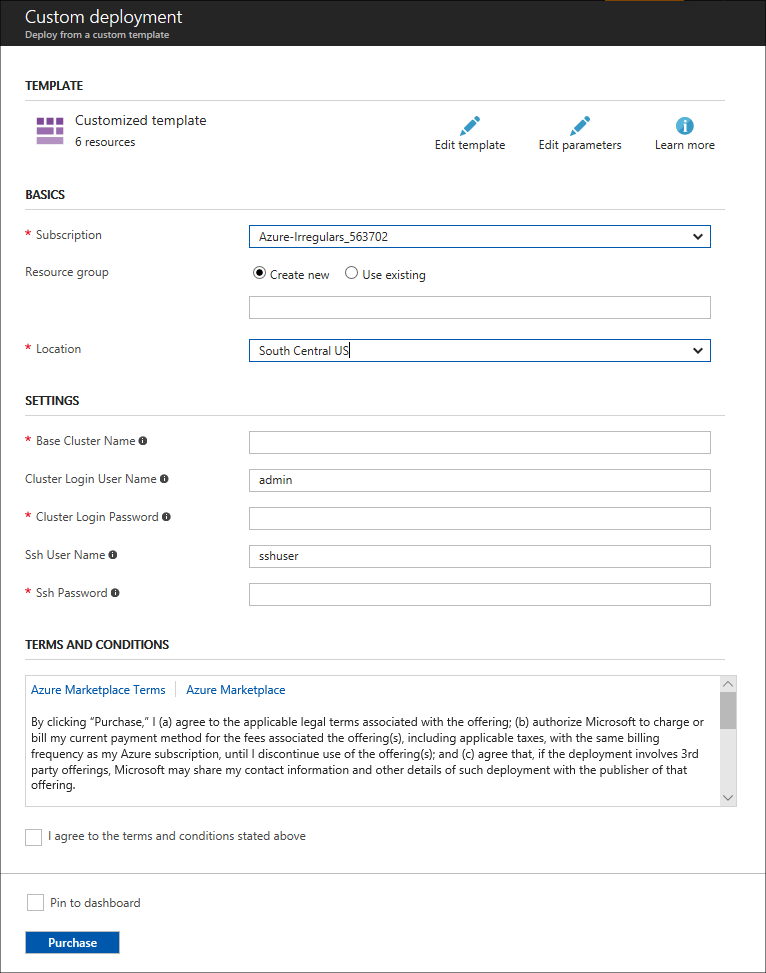 Custom deployment
Deploy from a custom template
TEMPLATE
Customized template
6 resources
Edit template
Edit parameters
Learn more
BASICS
* Subscription
Azure-Irregulars_563702
Resource group
Create new
Use existing
* Location
South Central US
SETTINGS
* Base Cluster Name
Cluster Login User Name
admin
* Cluster Login Password
Ssh User Name
sshuser
* Ssh Password
TERMS AND CONDITIONS
Azure Marketplace Terms
Azure Marketplace
By clicking “Purchase,” I (a) agree to the applicable legal terms associated with the offering; (b) authorize Microsoft to charge or
bill my current payment method for the fees associated the offering(s), including applicable taxes, with the same billing
frequency as my Azure subscription, until I discontinue use of the offering(s); and (c) agree that, if the deployment involves 3rd
party offerings, Microsoft may share my contact information and other details of such deployment with the publisher of that
offering.
I agree to the terms and conditions stated above
Pin to dashboard
Purchase